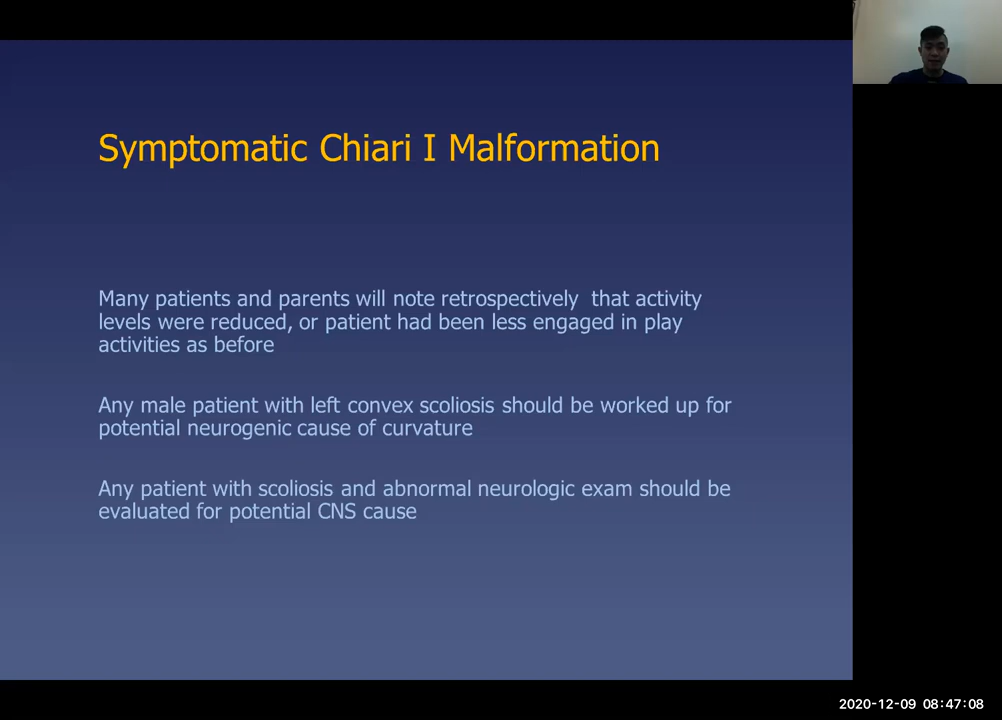 Symptomatic Chiari I Malformation
Many patients and parents will note retrospectively  that activity
levels were reduced, or patient had been less engaged in play
activities as before
Any male patient with left convex scoliosis should be worked up for
potential neurogenic cause of curvature
Any patient with scoliosis and abnormal neurologic exam should be
evaluated for potential CNS cause
2020-12-09 08:47:08